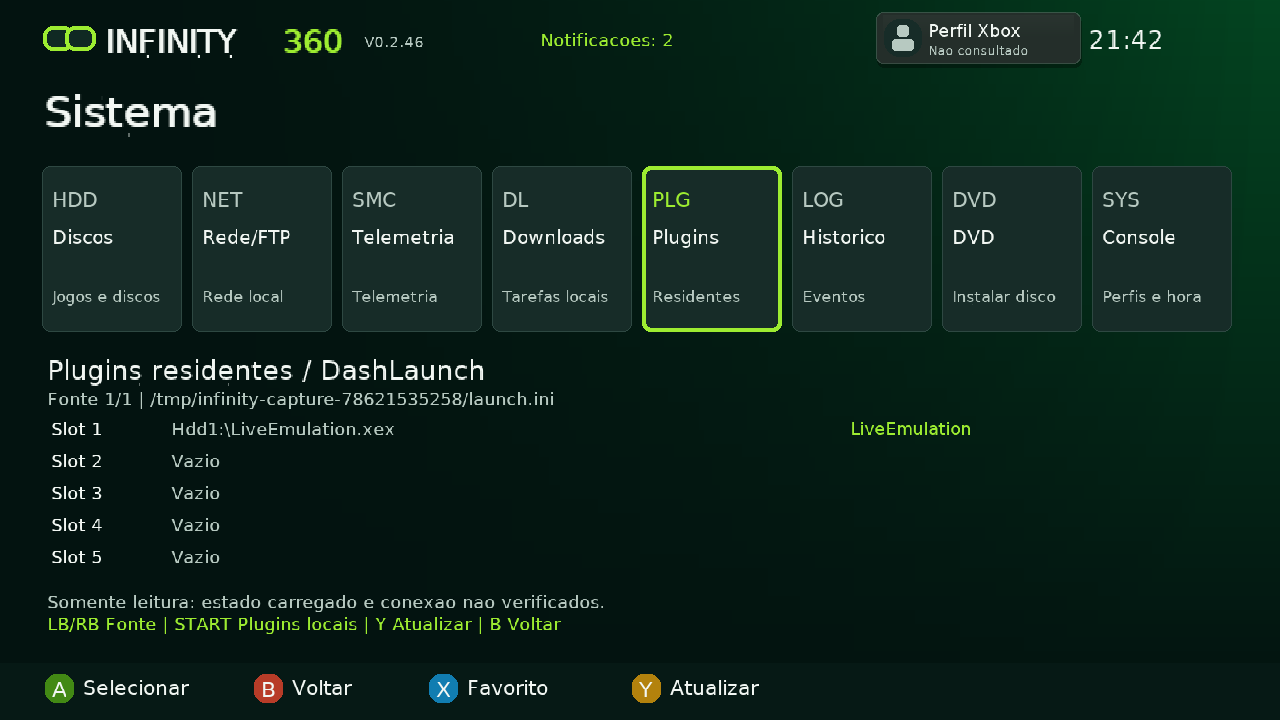 INFINITY 360 V0.2.46 Notificacoes: 2 Perfil Xbox 21:42
Nao consultado
Sistema
HDD NET SMC DL PLG LOG DVD SYS
Discos Rede/FTP Telemetria Downloads Plugins Historico DVD Console
Jogos e discos Rede local Telemetria Tarefas locais Residentes Eventos Instalar disco Perfis e hora
Plugins residentes / DashLaunch
Fonte 1/1 | /tmp/infinity-capture-78621535258/launch.ini
Slot 1 Hdd1:\LiveEmulation.xex LiveEmulation
Slot 2 Vazio
Slot 3 Vazio
Slot 4 Vazio
Slot 5 Vazio
Somente leitura: estado carregado e conexao nao verificados.
LB/RB Fonte | START Plugins locais | Y Atualizar | B Voltar
A Selecionar B Voltar X Favorito Y Atualizar